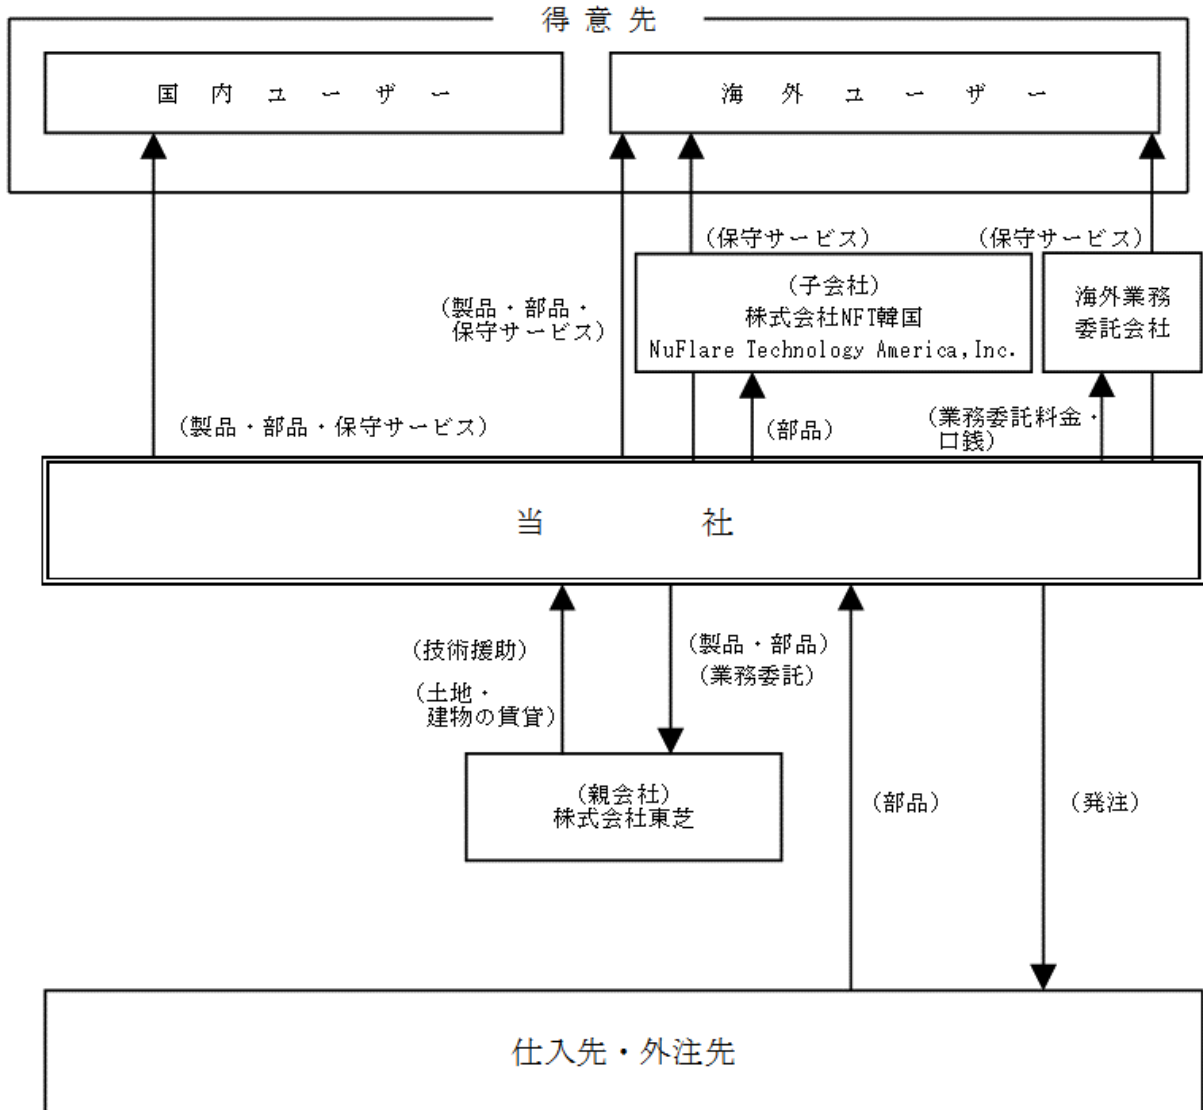 得意先
国内ユーザー
海外ユーザー
(保守サービス)
(保守サービス)
(子会社)
株式会社NFT韓国
NuFlare Technology America,Inc.
海外業務
委託会社
(製品・部品・
保守サービス)
(製品・部品・保守サービス)
(部品)
(業務委託料金・
口銭)
当社
(技術援助)
(土地・
建物の賃貸)
(製品・部品)
(業務委託)
(親会社)
株式会社東芝
(部品)
(発注)
仕入先・外注先